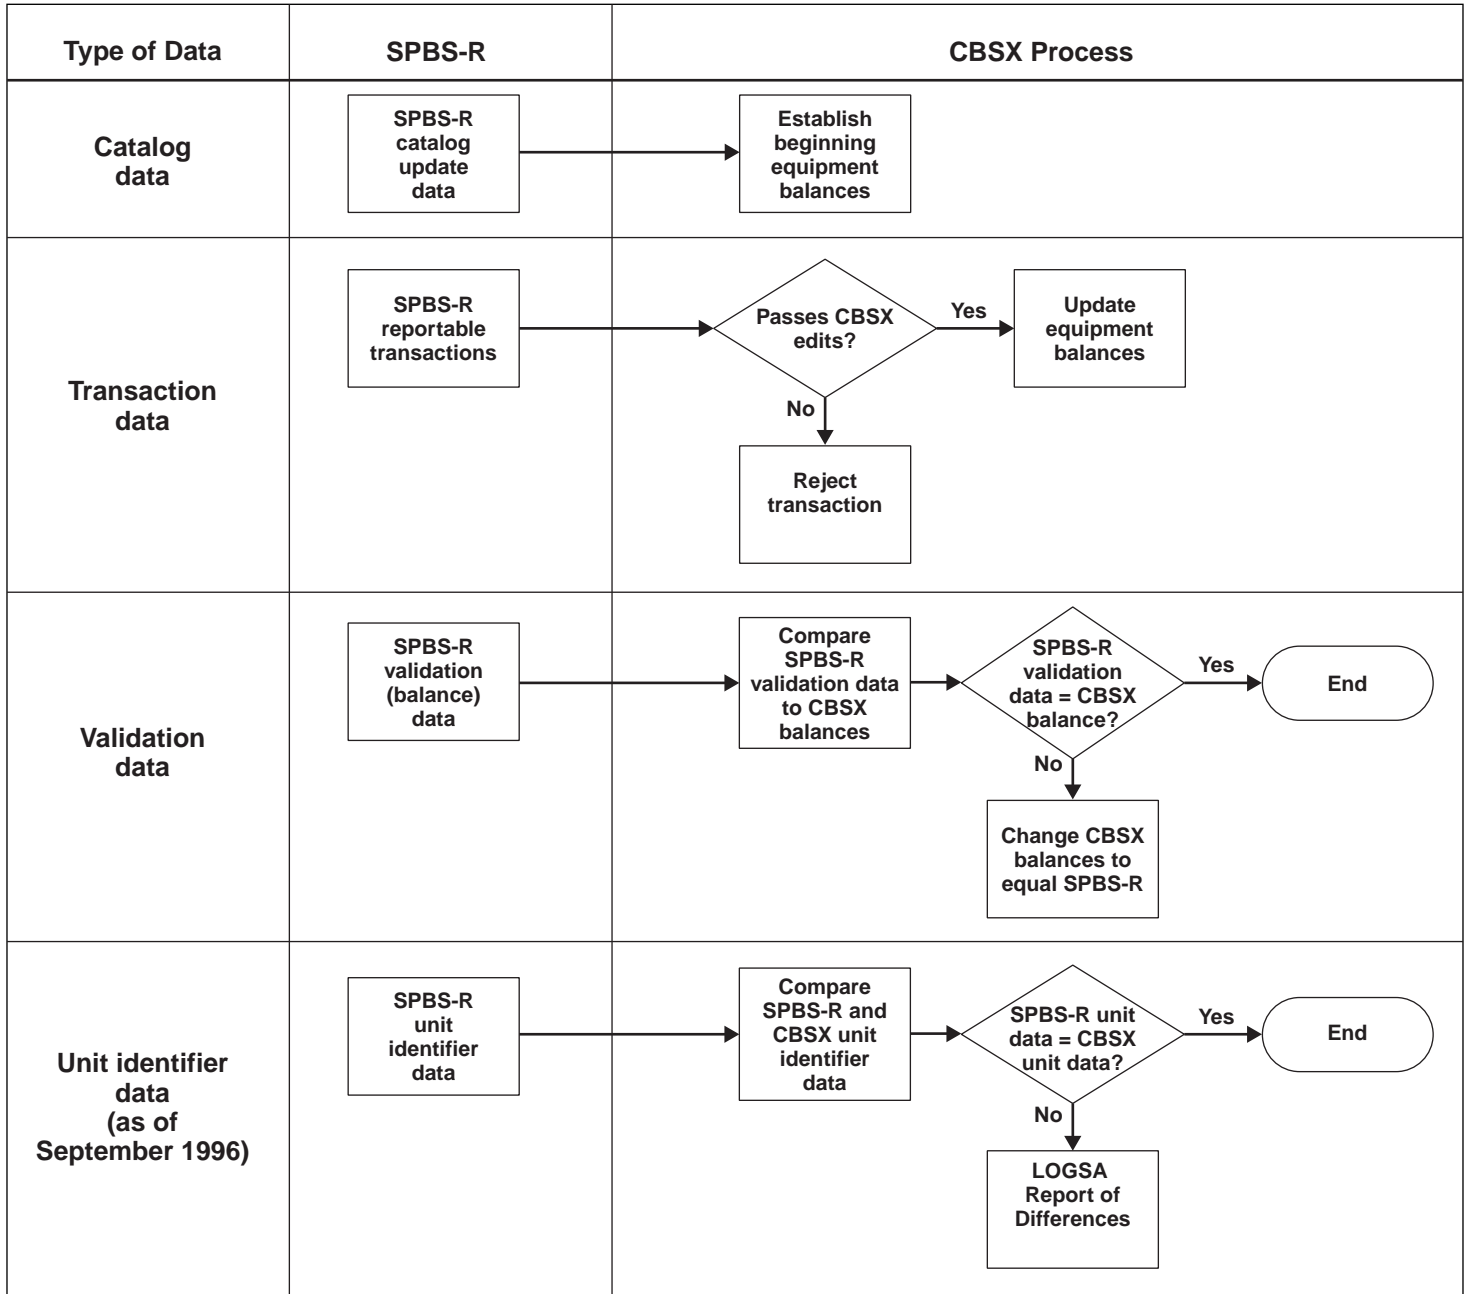 Type of Data
SPBS-R
CBSX Process
Catalog
data
SPBS-R
catalog
update
data
Establish
beginning
equipment
balances
Transaction
data
SPBS-R
reportable
transactions
Passes CBSX
edits?
Yes
Update
equipment
balances
No
Reject
transaction
Validation
data
SPBS-R
validation
(balance)
data
Compare
SPBS-R
validation data
to CBSX
balances
SPBS-R
validation
data = CBSX
balance?
Yes
End
No
Change CBSX
balances to
equal SPBS-R
Unit identifier
data
(as of
September 1996)
SPBS-R
unit
identifier
data
Compare
SPBS-R and
CBSX unit
identifier
data
SPBS-R unit
data = CBSX
unit data?
Yes
End
No
LOGSA
Report of
Differences